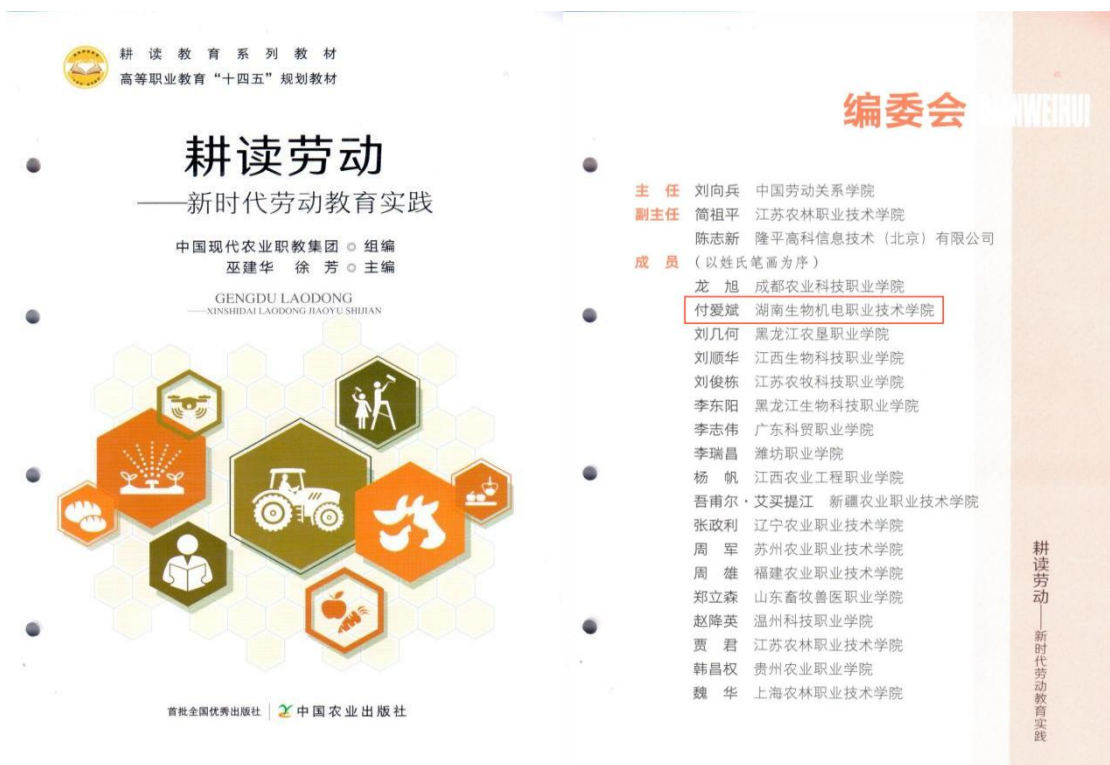 耕读教育系列教材
高等职业教育“十四五”规划教材
耕读劳动
——新时代劳动教育实践
中国现代农业职教集团 ◎ 组编
巫建华 徐 芳 ◎ 主编
GENGDU LAODONG
——XINSHIDAI LAODONG JIAOYU SHIJIAN
首批全国优秀出版社 中国农业出版社
编委会
主 任 刘向兵 中国劳动关系学院
副主任 简祖平 江苏农林职业技术学院
陈志新 隆平高科信息技术（北京）有限公司
成 员 （以姓氏笔画为序）
龙 旭 成都农业科技职业学院
付爱斌 湖南生物机电职业技术学院
刘几何 黑龙江农垦职业学院
刘顺华 江西生物科技职业学院
刘俊栋 江苏农牧科技职业学院
李东阳 黑龙江生物科技职业学院
李志伟 广东科贸职业学院
李瑞昌 潍坊职业学院
杨 帆 江西农业工程职业学院
吾甫尔·艾买提江 新疆农业职业技术学院
张政利 辽宁农业职业技术学院
周 军 苏州农业职业技术学院
周 雄 福建农业职业技术学院
郑立森 山东畜牧兽医职业学院
赵降英 温州科技职业学院
贾 君 江苏农林职业技术学院
韩昌权 贵州农业职业学院
魏 华 上海农林职业技术学院
耕读劳动——新时代劳动教育实践